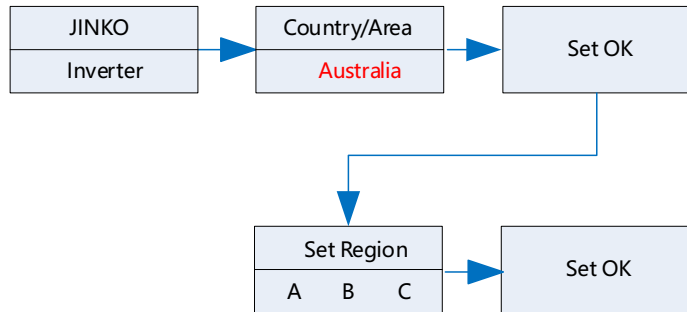 JINKO
Inverter
Country/Area
Australia
Set OK
Set Region
A B C
Set OK